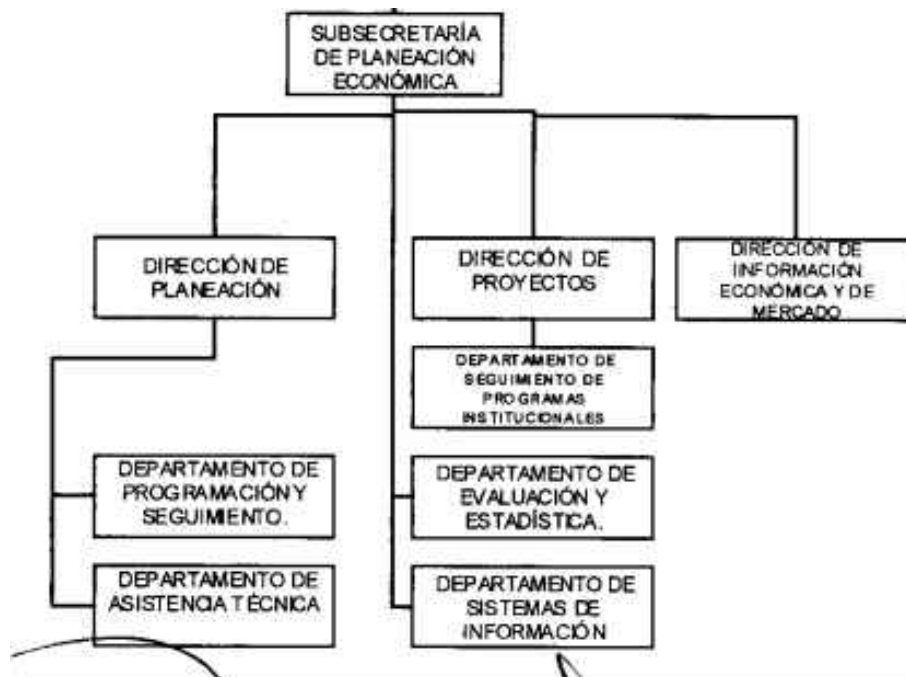 SUBSECRETARÍA
DE PLANEACIÓN
ECONÓMICA
DIRECCIÓN DE
PLANEACIÓN
DIRECCIÓN DE
PROYECTOS
DIRECCIÓN DE
INFORMACIÓN
ECONÓMICA Y DE
MERCADO
DEPARTAMENTO DE
SEGUIMIENTO DE
PROGRAMAS
INSTITUCIONALES
DEPARTAMENTO DE
PROGRAMACIÓN Y
SEGUIMIENTO.
DEPARTAMENTO DE
EVALUACIÓN Y
ESTADÍSTICA.
DEPARTAMENTO DE
ASISTENCIA TÉCNICA
DEPARTAMENTO DE
SISTEMAS DE
INFORMACIÓN